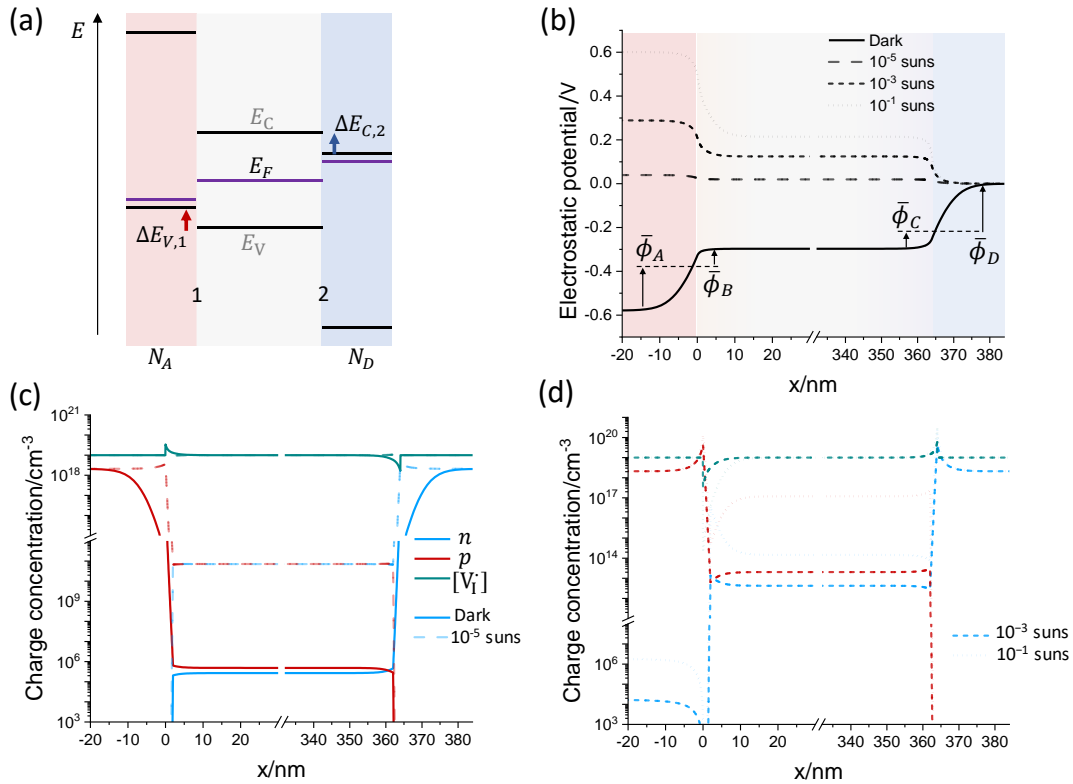 (a)
E
E_C
ΔE_{C,2}
E_F
ΔE_{V,1}
E_V
1
2
N_A
N_D
(b)
Electrostatic potential/V
0.6
0.4
0.2
0.0
-0.2
-0.4
-0.6
Dark
10^{-5} suns
10^{-3} suns
10^{-1} suns
ϕ̄_A
ϕ̄_B
ϕ̄_C
ϕ̄_D
-20 -10 0 10 340 350 360 370 380
x/nm
(c)
Charge concentration/cm^{-3}
10^{21}
10^{18}
10^9
10^6
10^3
n
p
[V_I^•]
Dark
10^{-5} suns
-20 -10 0 10 20 30 340 350 360 370 380
x/nm
(d)
Charge concentration/cm^{-3}
10^{20}
10^{17}
10^{14}
10^6
10^3
10^{-3} suns
10^{-1} suns
-20 -10 0 10 20 30 340 350 360 370 380
x/nm